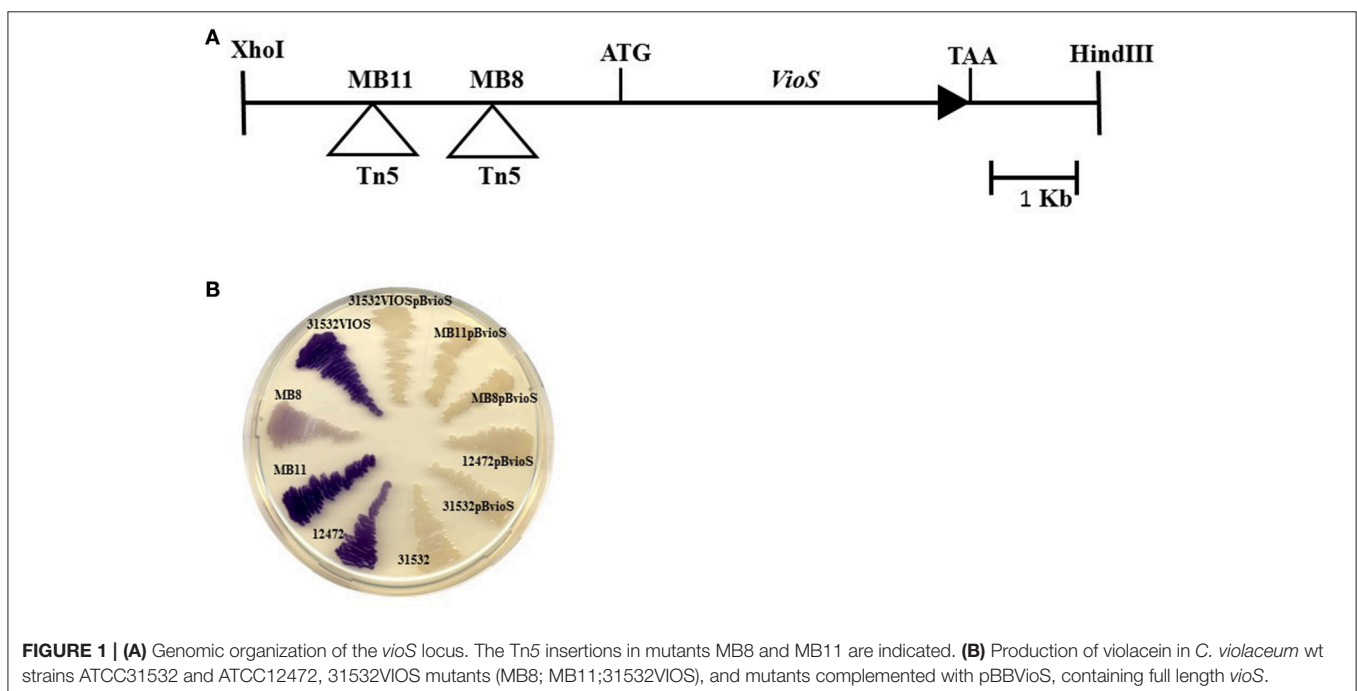 A
XhoI
MB11
MB8
ATG
VioS
TAA
HindIII
Tn5
Tn5
1 Kb
B
31532VIOSpBvioS
31532VIOS
MB11pBvioS
MB8
MB8pBvioS
MB11
12472pBvioS
31532pBvioS
12472
31532
FIGURE 1 | (A) Genomic organization of the vioS locus. The Tn5 insertions in mutants MB8 and MB11 are indicated. (B) Production of violacein in C. violaceum wt
strains ATCC31532 and ATCC12472, 31532VIOS mutants (MB8; MB11;31532VIOS), and mutants complemented with pBBVioS, containing full length vioS.